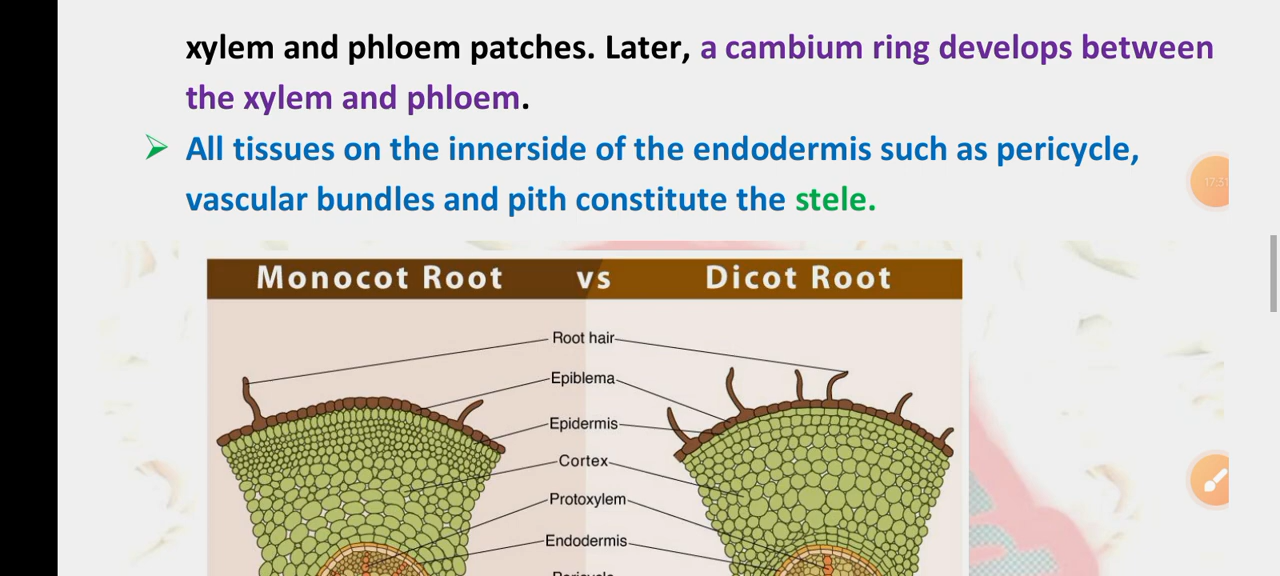 xylem and phloem patches. Later, a cambium ring develops between
the xylem and phloem.
All tissues on the innerside of the endodermis such as pericycle,
vascular bundles and pith constitute the stele.
Monocot Root vs Dicot Root
Root hair
Epiblema
Epidermis
Cortex
Protoxylem
Endodermis
17:31